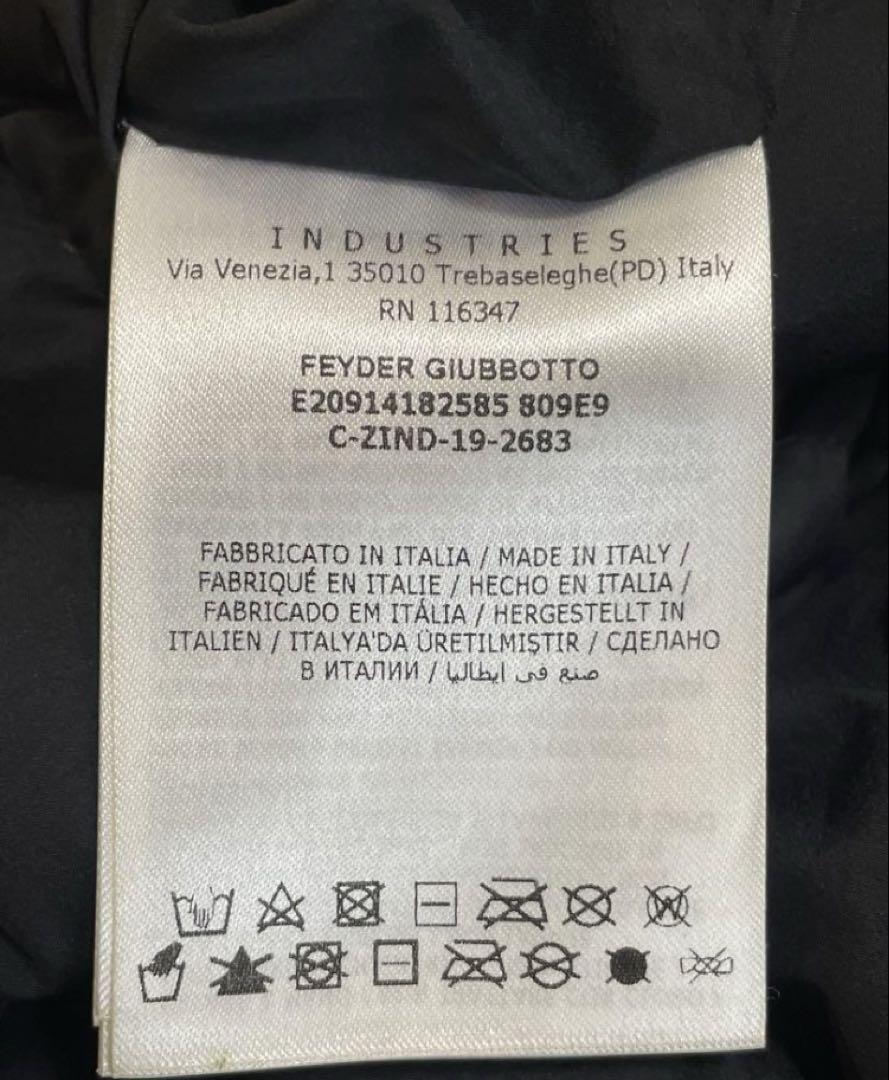 INDUSTRIES
Via Venezia,1 35010 Trebaseleghe(PD) Italy
RN 116347
FEYDER GIUBBOTTO
E20914182585 809E9
C-ZIND-19-2683
FABBRICATO IN ITALIA / MADE IN ITALY /
FABRIQUÉ EN ITALIE / HECHO EN ITALIA /
FABRICADO EM ITÁLIA / HERGESTELLT IN
ITALIEN / ITALYA'DA ÜRETILMIŞTIR / СДЕЛАНО
В ИТАЛИИ / صنع فى ايطاليا
W